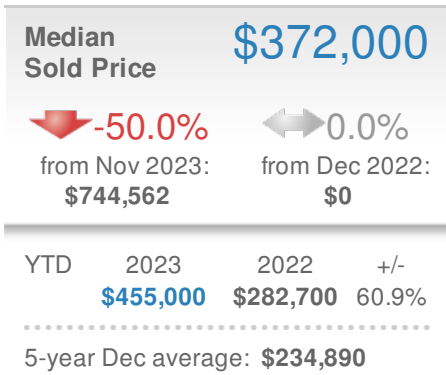 Median $372,000
Sold Price
-50.0% 0.0%
from Nov 2023: from Dec 2022:
$744,562 $0
YTD 2023 2022 +/-
$455,000 $282,700 60.9%
5-year Dec average: $234,890